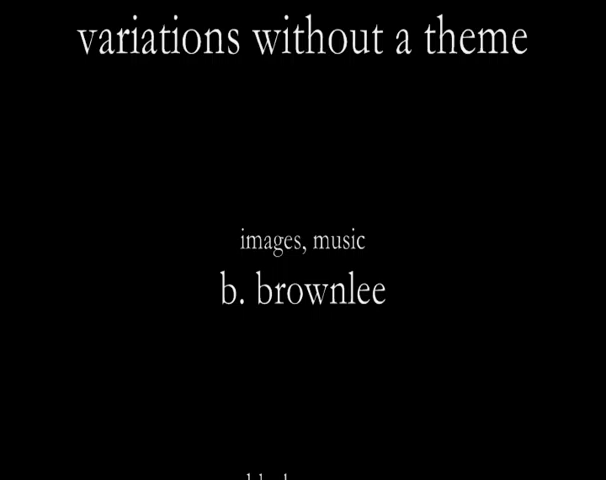 variations without a theme
images, music
b. brownlee